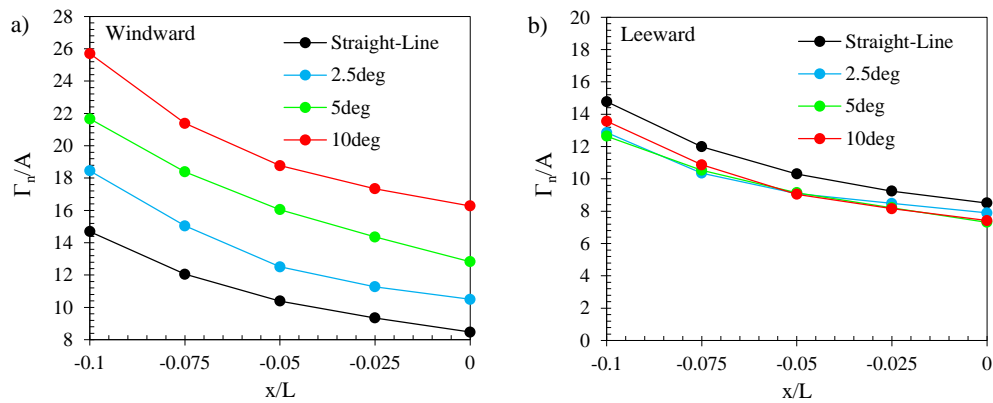 a)
Windward
Straight-Line
2.5deg
5deg
10deg
Γn/A
28
26
24
22
20
18
16
14
12
10
8
-0.1
-0.075
-0.05
-0.025
0
x/L
b)
Leeward
Straight-Line
2.5deg
5deg
10deg
Γn/A
20
18
16
14
12
10
8
6
4
2
0
-0.1
-0.075
-0.05
-0.025
0
x/L